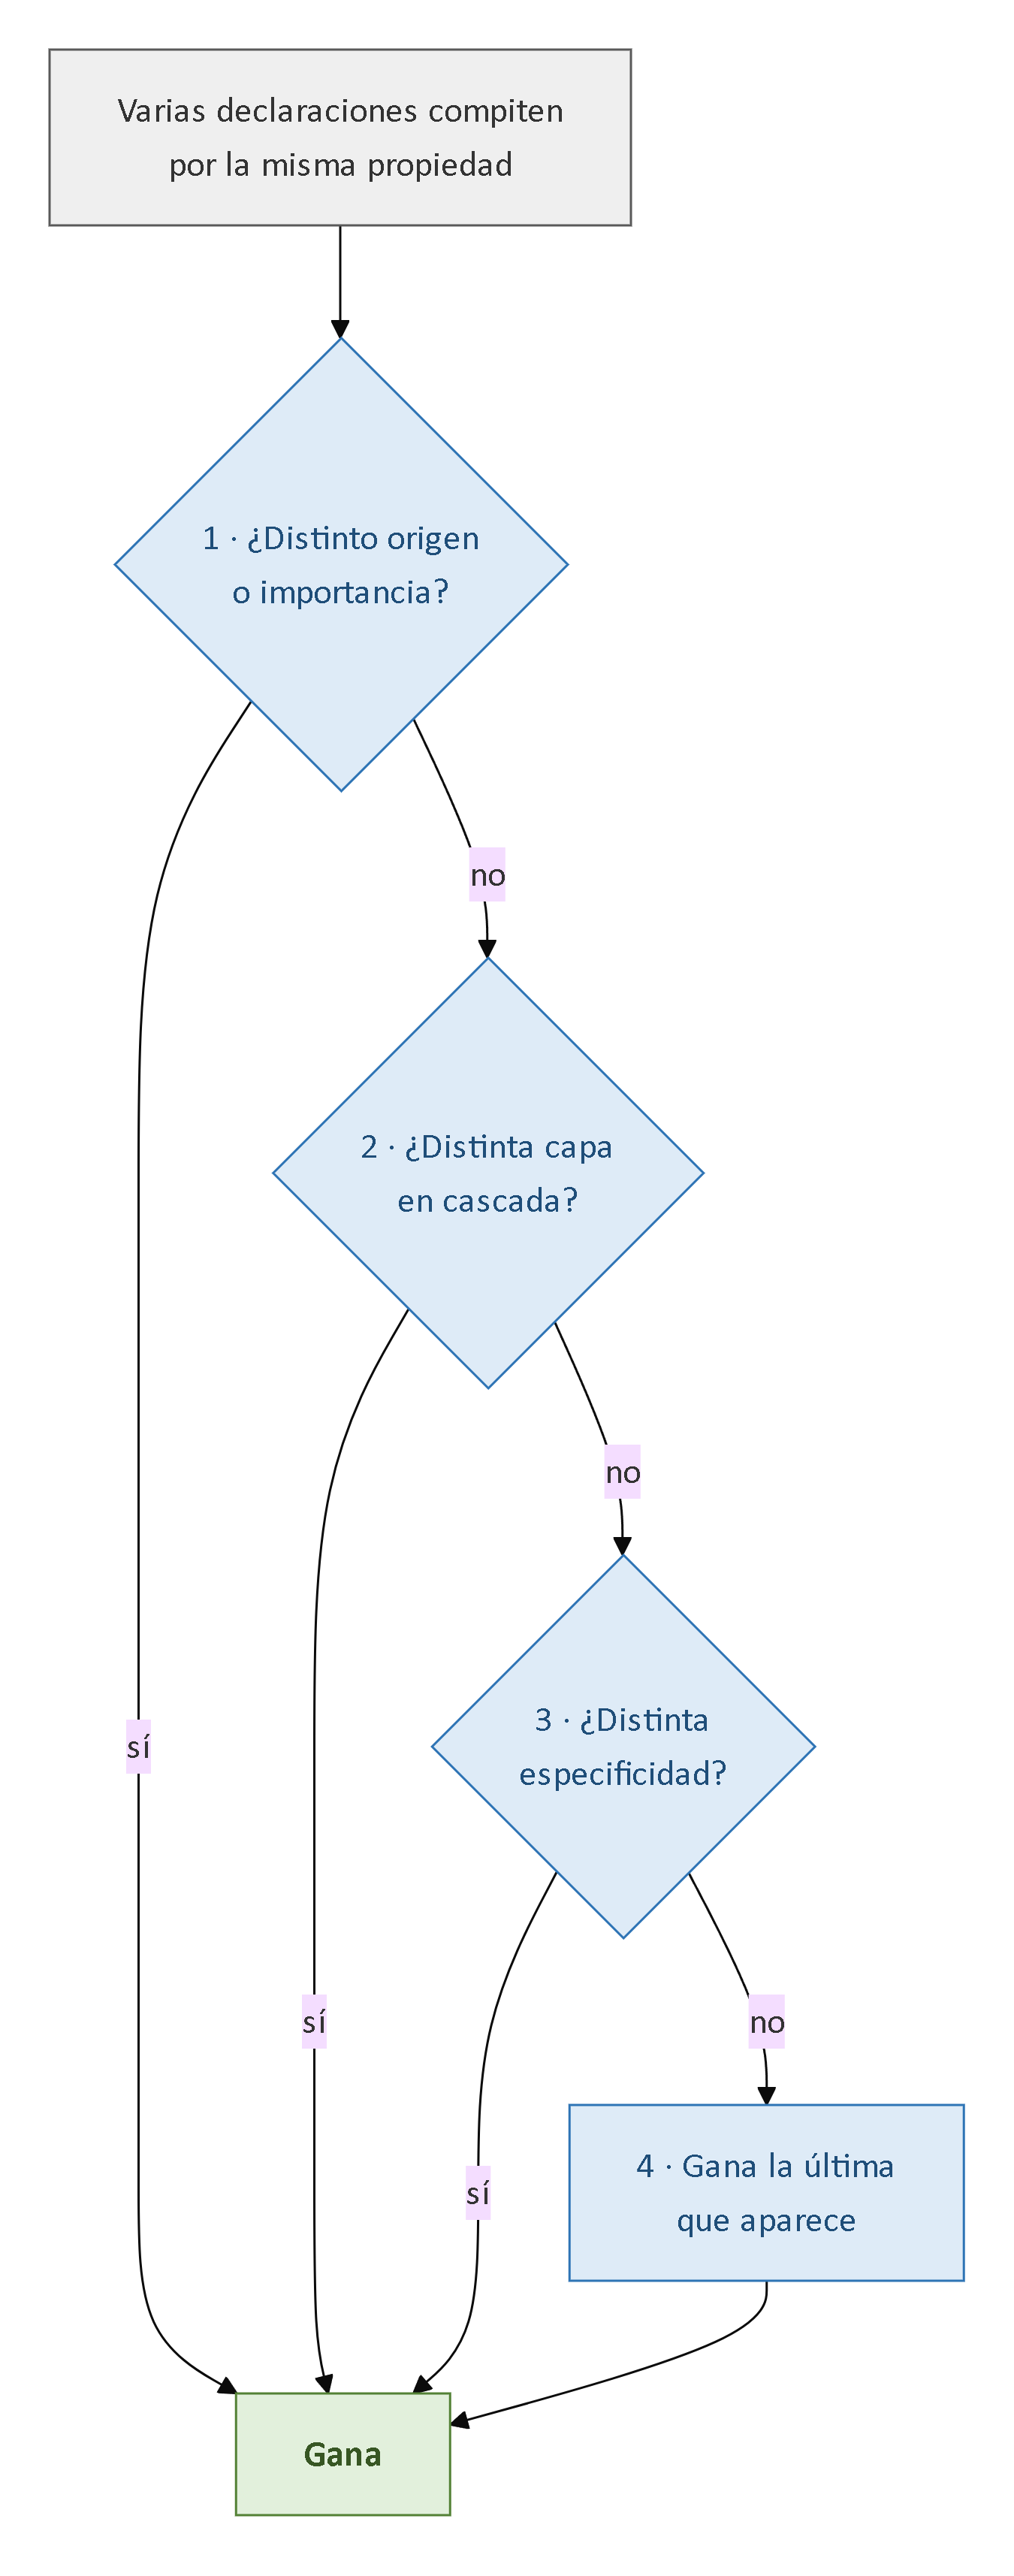 Varias declaraciones compiten
por la misma propiedad
1 · ¿Distinto origen
o importancia?
no
2 · ¿Distinta capa
en cascada?
no
3 · ¿Distinta
especificidad?
sí
sí
no
4 · Gana la última
que aparece
sí
Gana